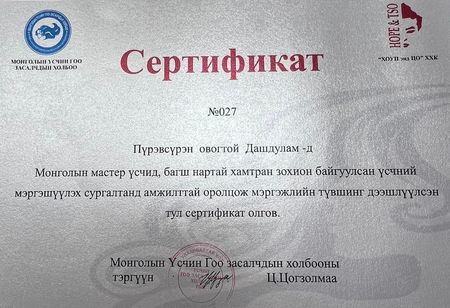 МОНГОЛЫН ҮСЧИН ГОО
ЗАСАЛЧДЫН ХОЛБОО
HOPE & TSO
"ХОУП энд ЦО" ХХК
Сертификат
№027
Пүрэвсүрэн овогтой Дашдулам -д
Монголын мастер үсчид, багш нартай хамтран зохион байгуулсан үсчний
мэргэшүүлэх сургалтанд амжилттай оролцож мэргэжлийн түвшинг дээшлүүлсэн
тул сертификат олгов.
Монголын Үсчин Гоо засалчдын холбооны
тэргүүн Ц.Цогзолмаа